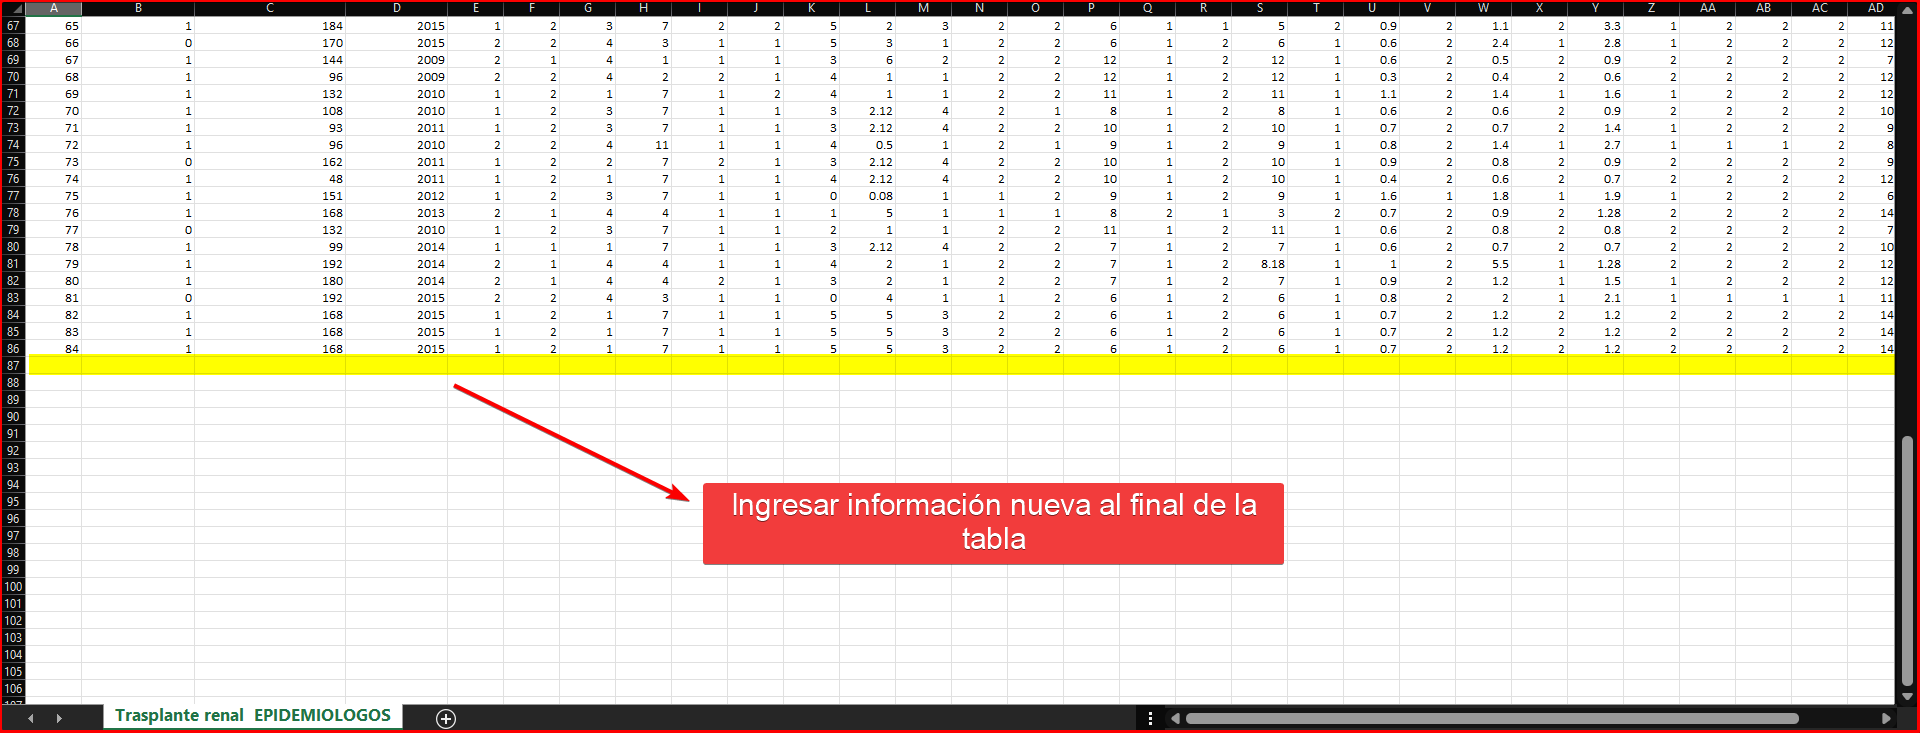 A B C D E F G H I J K L M N O P Q R S T U V W X Y Z AA AB AC AD
67 65 1 184 2015 1 2 3 7 2 2 5 2 3 2 2 6 1 1 5 2 0.9 2 1.1 2 3.3 1 2 2 2 11
68 66 0 170 2015 2 2 4 3 1 1 5 3 1 2 2 6 1 2 6 1 0.6 2 2.4 1 2.8 1 2 2 2 12
69 67 1 144 2009 2 1 4 1 1 1 3 6 2 2 2 12 1 2 12 1 0.6 2 0.5 2 0.9 2 2 2 2 7
70 68 1 96 2009 2 2 4 2 2 1 4 1 1 2 2 12 1 2 12 1 0.3 2 0.4 2 0.6 2 2 2 2 12
71 69 1 132 2010 1 2 1 7 1 2 4 1 1 2 2 11 1 2 11 1 1.1 2 1.4 1 1.6 1 2 2 2 12
72 70 1 108 2010 1 2 3 7 1 1 3 2.12 4 2 1 8 1 2 8 1 0.6 2 0.6 2 0.9 2 2 2 2 10
73 71 1 93 2011 1 2 3 7 1 1 3 2.12 4 2 2 10 1 2 10 1 0.7 2 0.7 2 1.4 1 2 2 2 9
74 72 1 96 2010 2 2 4 11 1 1 4 0.5 1 2 1 9 1 2 9 1 0.8 2 1.4 1 2.7 1 1 1 2 8
75 73 0 162 2011 1 2 2 7 2 1 3 2.12 4 2 2 10 1 2 10 1 0.9 2 0.8 2 0.9 2 2 2 2 9
76 74 1 48 2011 1 2 1 7 1 1 4 2.12 4 2 2 10 1 2 10 1 0.4 2 0.6 2 0.7 2 2 2 2 12
77 75 1 151 2012 1 2 3 7 1 1 0 0.08 1 1 2 9 1 2 9 1 1.6 1 1.8 1 1.9 1 2 2 2 6
78 76 1 168 2013 2 1 4 4 1 1 1 5 1 1 1 8 2 1 3 2 0.7 2 0.9 2 1.28 2 2 2 2 14
79 77 0 132 2010 1 2 3 7 1 1 2 1 1 2 2 11 1 2 11 1 0.6 2 0.8 2 0.8 2 2 2 2 7
80 78 1 99 2014 1 1 1 7 1 1 3 2.12 4 2 2 7 1 2 7 1 0.6 2 0.7 2 0.7 2 2 2 2 10
81 79 1 192 2014 2 1 4 4 1 1 4 2 1 2 2 7 1 2 8.18 1 1 2 5.5 1 1.28 2 2 2 2 12
82 80 1 180 2014 2 1 4 4 2 1 3 2 1 2 2 7 1 2 7 1 0.9 2 1.2 1 1.5 1 2 2 2 12
83 81 0 192 2015 2 2 4 3 1 1 0 4 1 1 2 6 1 2 6 1 0.8 2 2 1 2.1 1 1 1 1 11
84 82 1 168 2015 1 2 1 7 1 1 5 5 3 2 2 6 1 2 6 1 0.7 2 1.2 2 1.2 2 2 2 2 14
85 83 1 168 2015 1 2 1 7 1 1 5 5 3 2 2 6 1 2 6 1 0.7 2 1.2 2 1.2 2 2 2 2 14
86 84 1 168 2015 1 2 1 7 1 1 5 5 3 2 2 6 1 2 6 1 0.7 2 1.2 2 1.2 2 2 2 2 14
87
88
89
90
91
92
93
94
95
Ingresar información nueva al final de la
96
97
tabla
98
99
100
101
102
103
104
105
106
107
Trasplante renal EPIDEMIOLOGOS